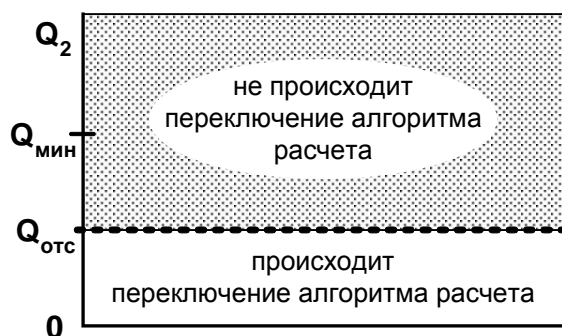 Q2
не происходит
переключение алгоритма
расчета
Qмин
Qотс
происходит
переключение алгоритма расчета
0